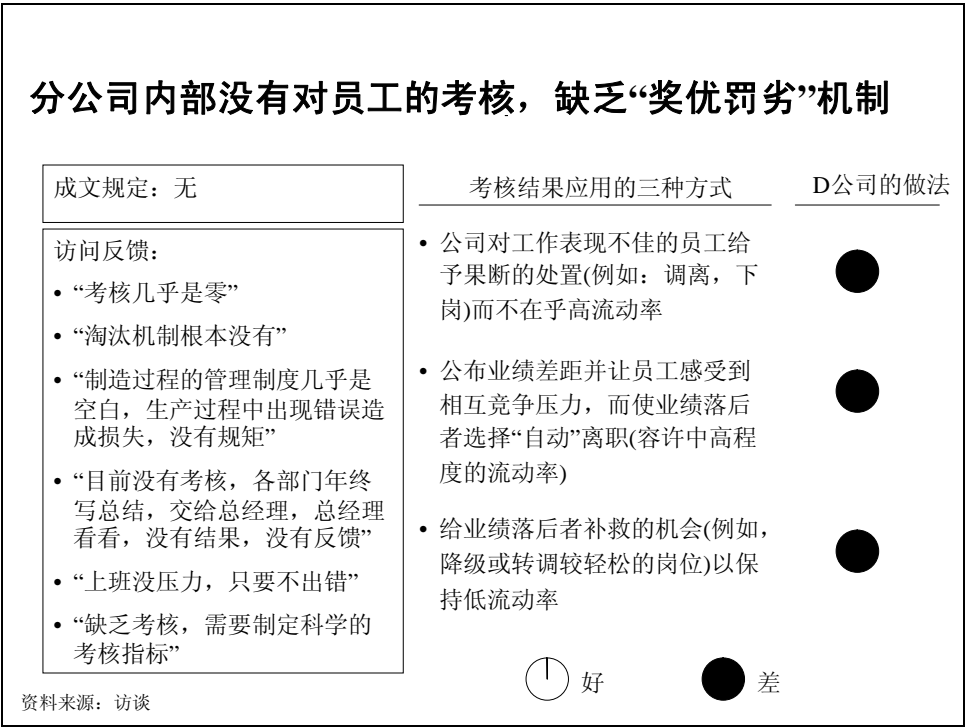 分公司内部没有对员工的考核，缺乏“奖优罚劣”机制
成文规定：无
访问反馈：
• “考核几乎是零”
• “淘汰机制根本没有”
• “制造过程的管理制度几乎是
空白，生产过程中出现错误造
成损失，没有规矩”
• “目前没有考核，各部门年终
写总结，交给总经理，总经理
看看，没有结果，没有反馈”
• “上班没压力，只要不出错”
• “缺乏考核，需要制定科学的
考核指标”
考核结果应用的三种方式
D公司的做法
• 公司对工作表现不佳的员工给
予果断的处置(例如：调离，下
岗)而不在乎高流动率
• 公布业绩差距并让员工感受到
相互竞争压力，而使业绩落后
者选择“自动”离职(容许中高程
度的流动率)
• 给业绩落后者补救的机会(例如，
降级或转调较轻松的岗位)以保
持低流动率
好
差
资料来源：访谈